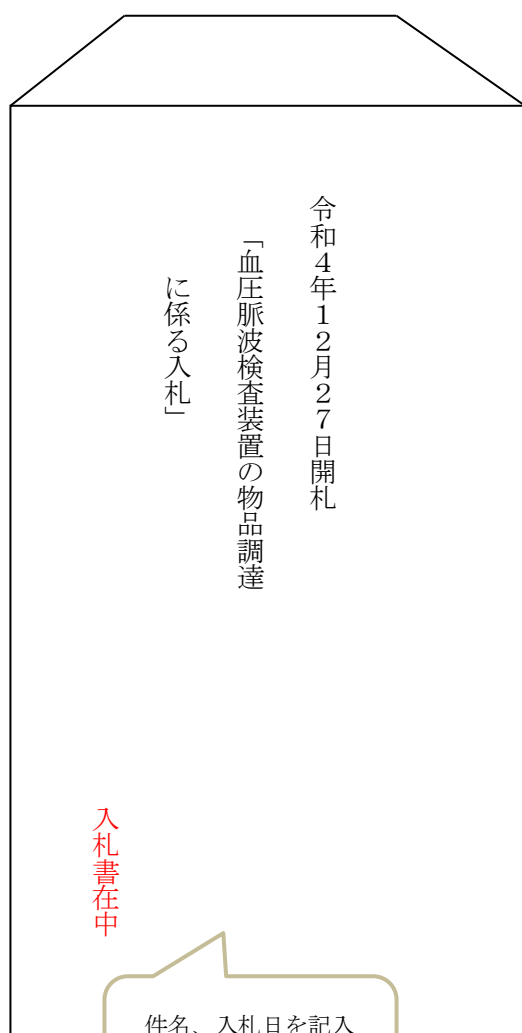 令和４年１２月２７日開札
「血圧脈波検査装置の物品調達
に係る入札」
入札書在中
件名、入札日を記入